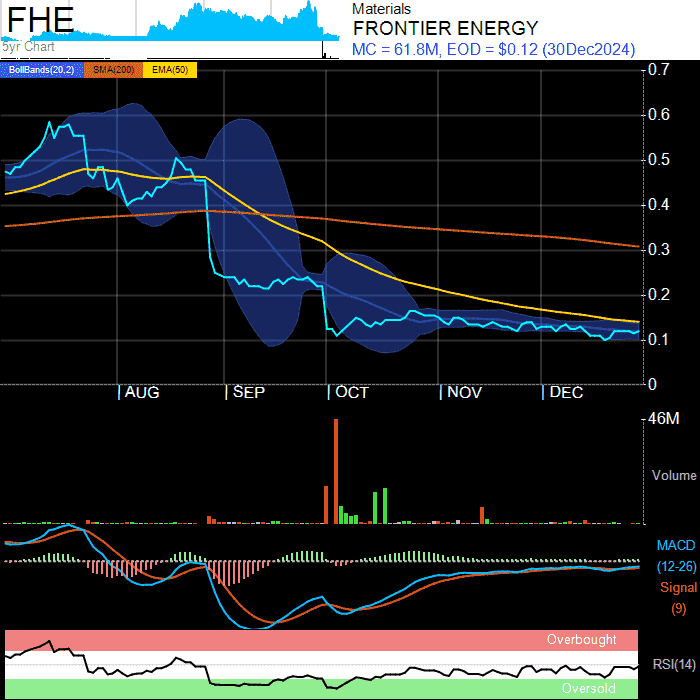 FHE
5yr Chart
Materials
FRONTIER ENERGY
MC = 61.8M, EOD = $0.12 (30Dec2024)
BollBands(20,2) SMA(200) EMA(50)
0.7
0.6
0.5
0.4
0.3
0.2
0.1
0
AUG SEP OCT NOV DEC
46M
Volume
MACD
(12-26)
Signal
(9)
Overbought
RSI(14)
Oversold